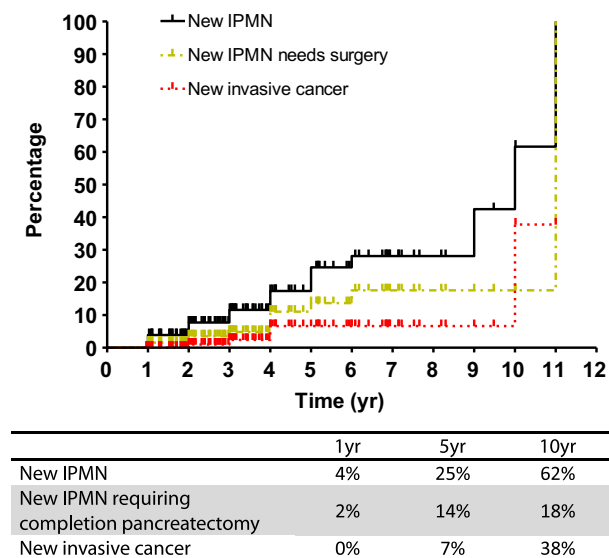 100
90
80
70
60
50
40
30
20
10
0
Percentage
New IPMN
New IPMN needs surgery
New invasive cancer
0 1 2 3 4 5 6 7 8 9 10 11 12
Time (yr)
1yr 5yr 10yr
New IPMN 4% 25% 62%
New IPMN requiring
completion pancreatectomy 2% 14% 18%
New invasive cancer 0% 7% 38%